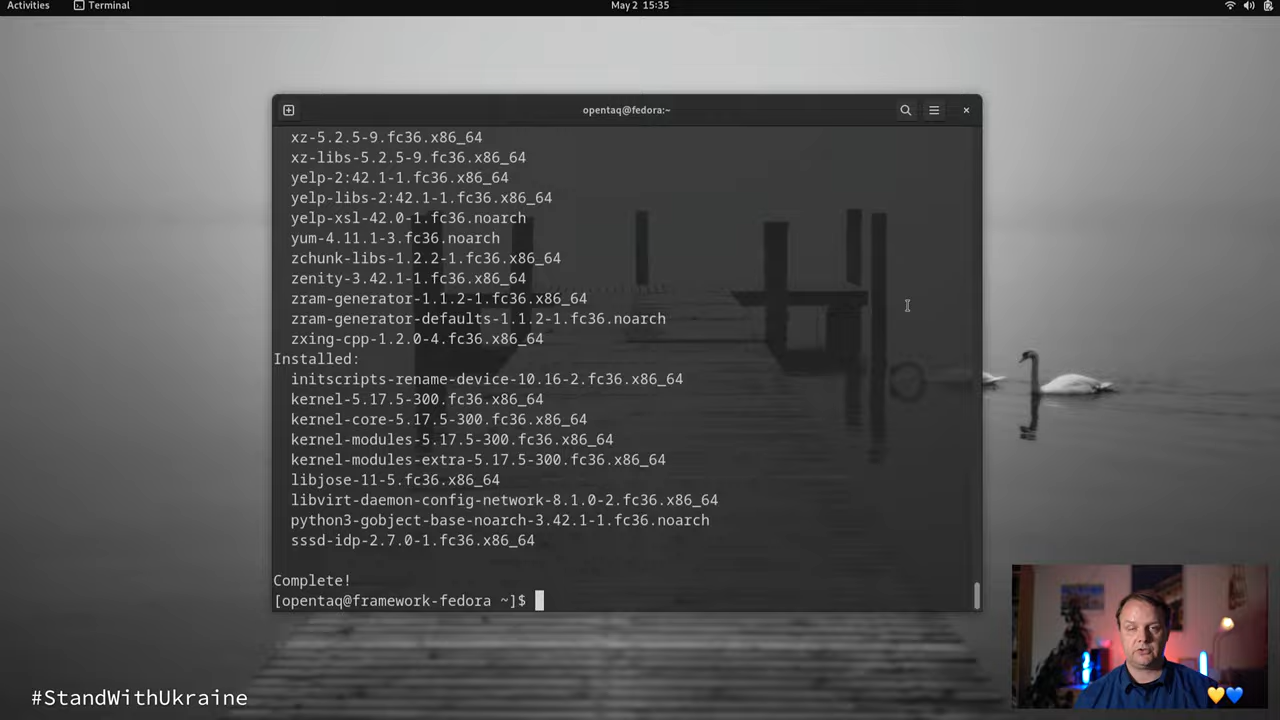 Activities
Terminal
May 2 15:35
opentaq@fedora:~
xz-5.2.5-9.fc36.x86_64
xz-libs-5.2.5-9.fc36.x86_64
yelp-2:42.1-1.fc36.x86_64
yelp-libs-2:42.1-1.fc36.x86_64
yelp-xsl-42.0-1.fc36.noarch
yum-4.11.1-3.fc36.noarch
zchunk-libs-1.2.2-1.fc36.x86_64
zenity-3.42.1-1.fc36.x86_64
zram-generator-1.1.2-1.fc36.x86_64
zram-generator-defaults-1.1.2-1.fc36.noarch
zxing-cpp-1.2.0-4.fc36.x86_64
Installed:
initscripts-rename-device-10.16-2.fc36.x86_64
kernel-5.17.5-300.fc36.x86_64
kernel-core-5.17.5-300.fc36.x86_64
kernel-modules-5.17.5-300.fc36.x86_64
kernel-modules-extra-5.17.5-300.fc36.x86_64
libjose-11-5.fc36.x86_64
libvirt-daemon-config-network-8.1.0-2.fc36.x86_64
python3-gobject-base-noarch-3.42.1-1.fc36.noarch
sssd-idp-2.7.0-1.fc36.x86_64
Complete!
[opentaq@framework-fedora ~]$
#StandWithUkraine